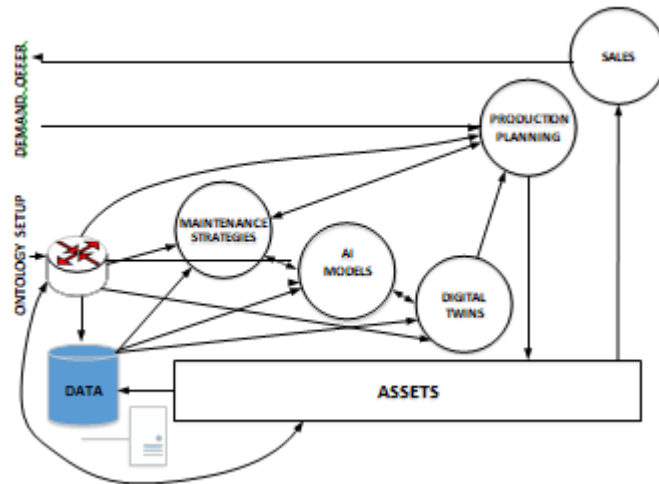 SALES
DEMAND OFFER
PRODUCTION
PLANNING
ONTOLOGY SETUP
MAINTENANCE
STRATEGIES
AI
MODELS
DIGITAL
TWINS
DATA
ASSETS